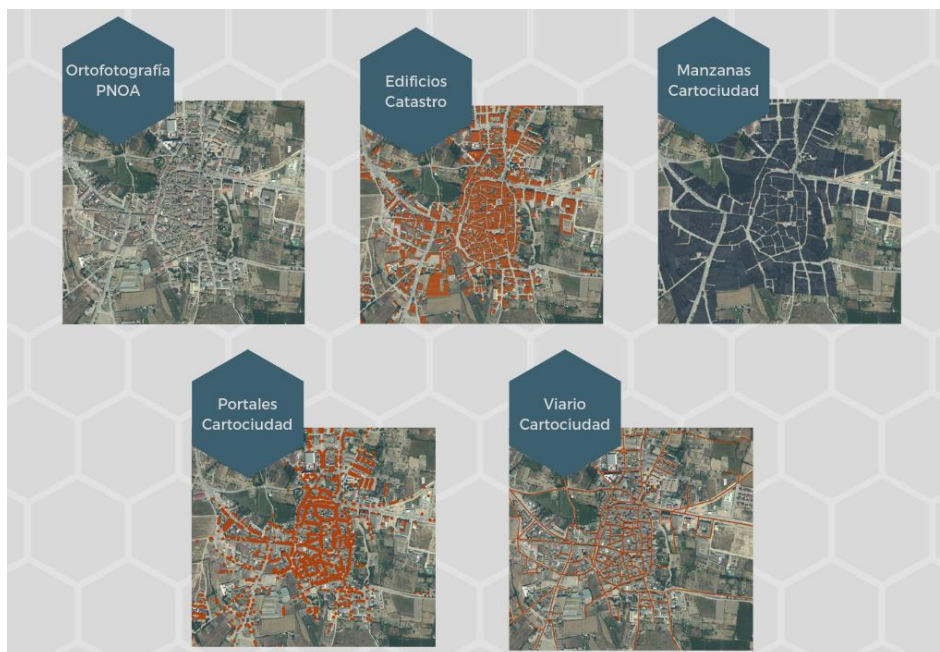 Ortofotografía
PNOA
Edificios
Catastro
Manzanas
Cartociudad
Portales
Cartociudad
Viario
Cartociudad